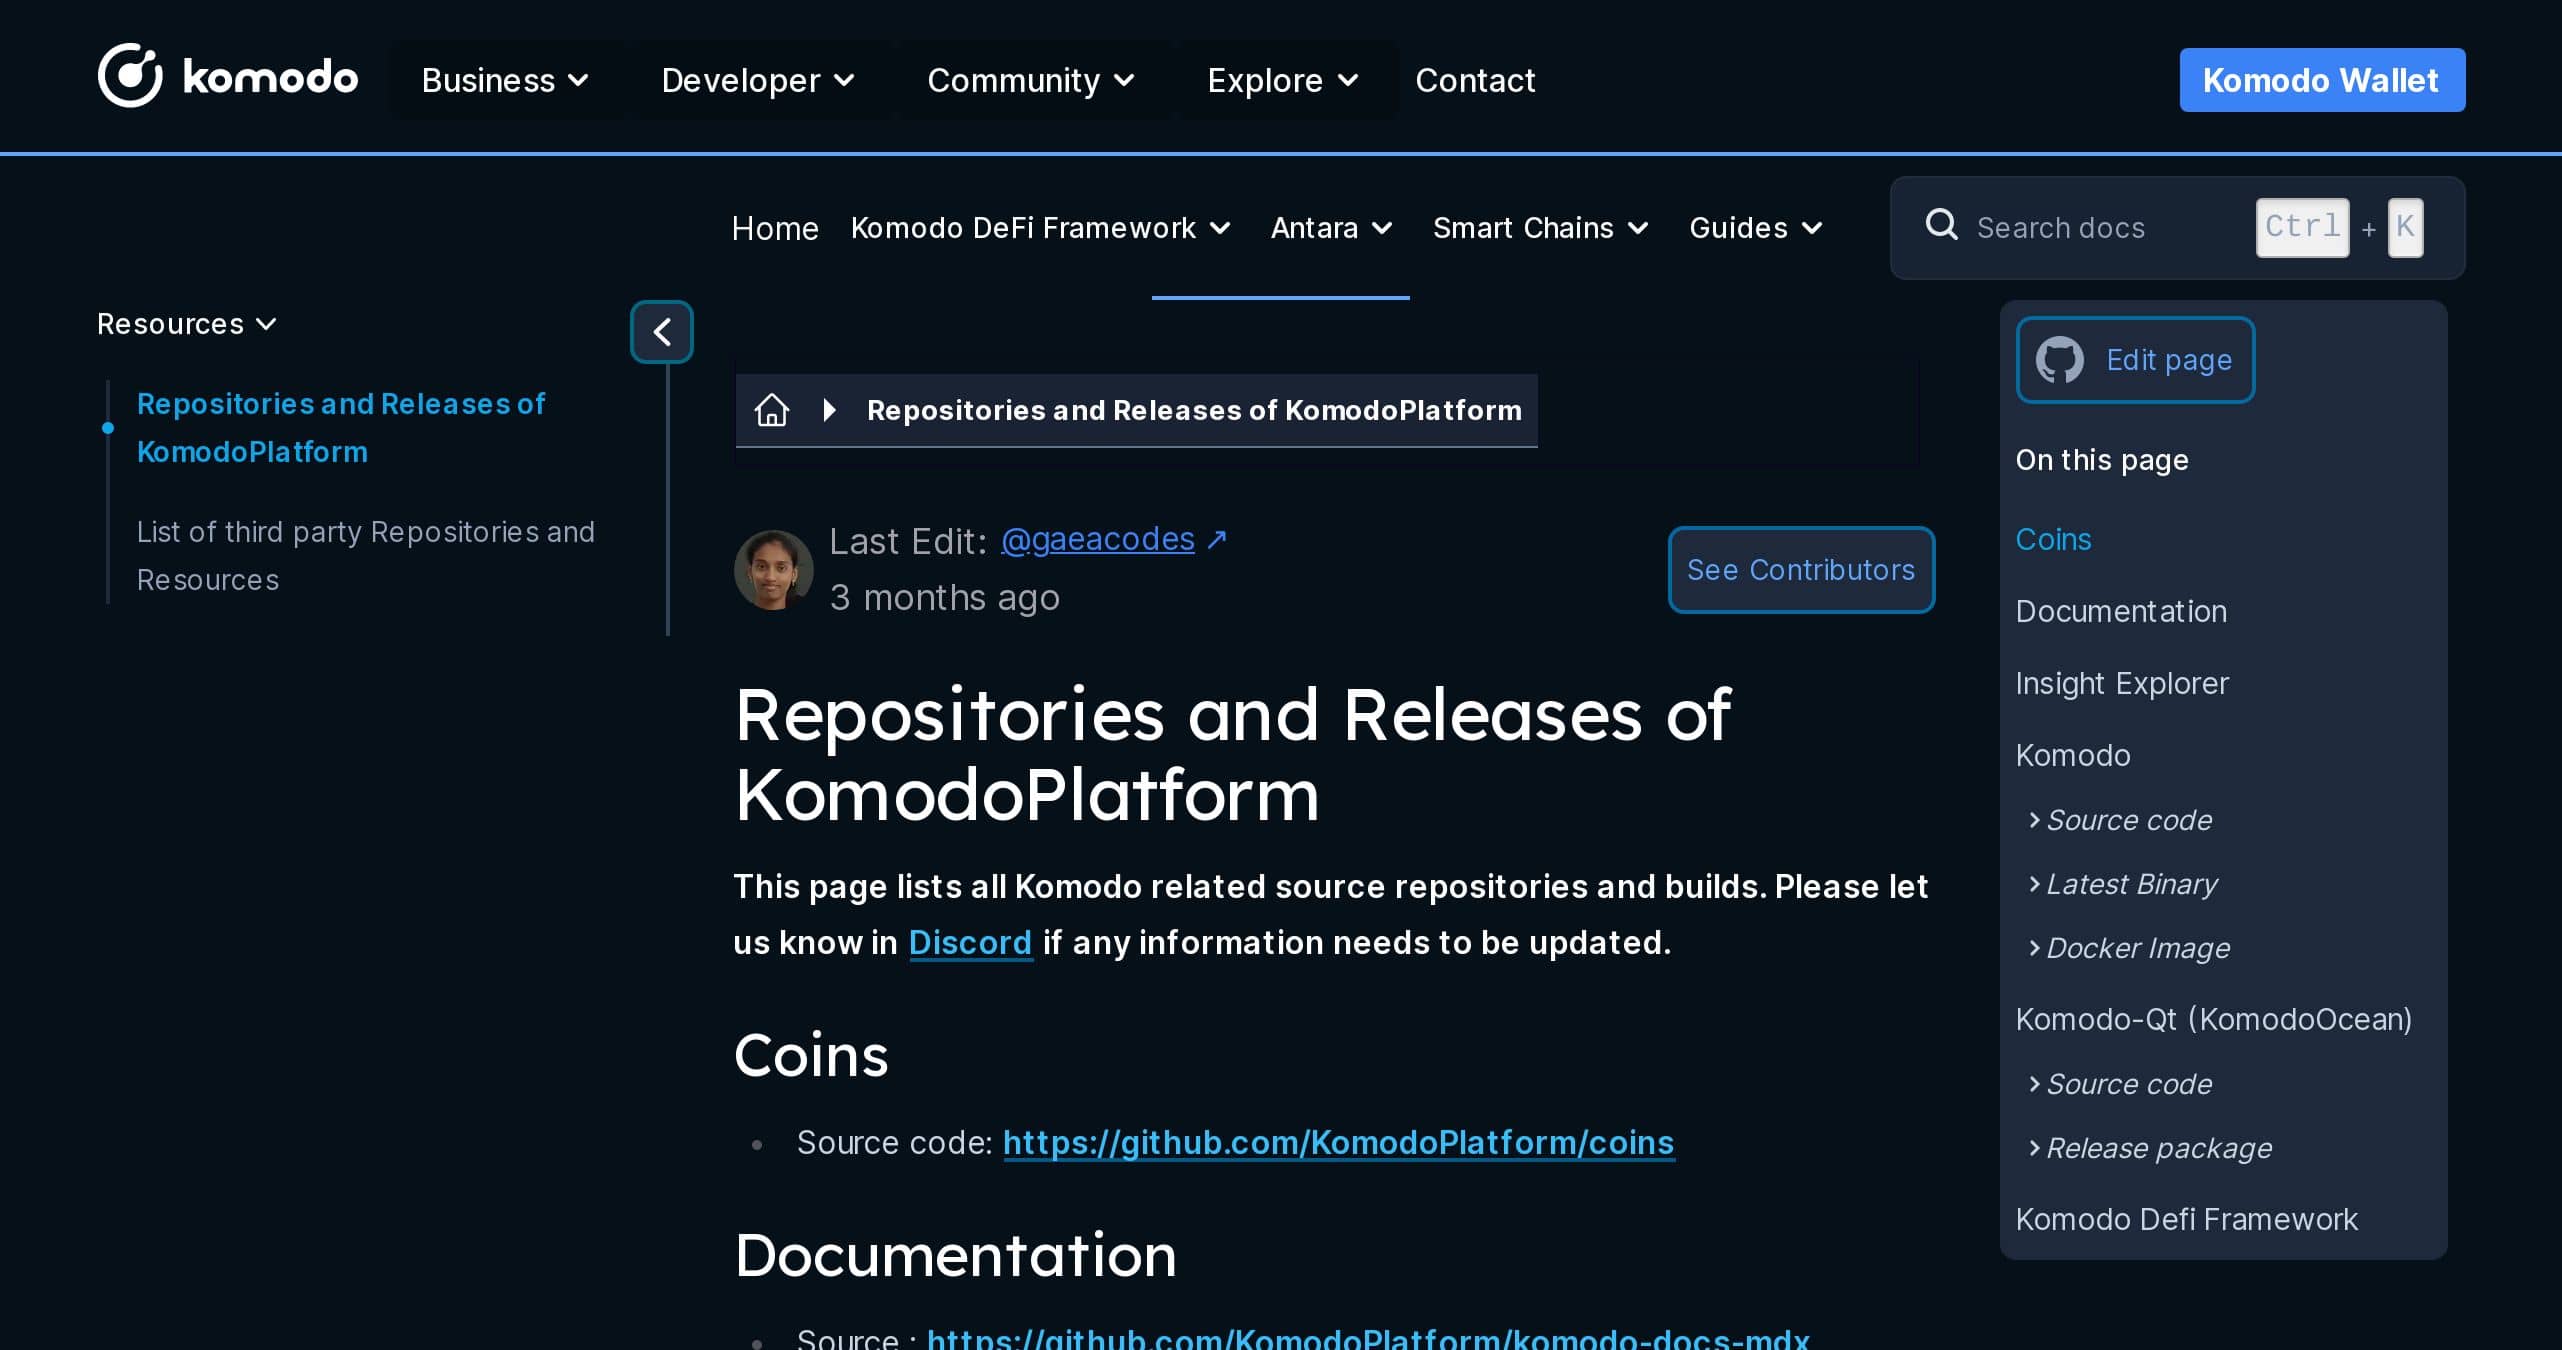 komodo
Business
Developer
Community
Explore
Contact
Komodo Wallet
Home
Komodo DeFi Framework
Antara
Smart Chains
Guides
Search docs
Ctrl + K
Resources
Repositories and Releases of
KomodoPlatform
List of third party Repositories and
Resources
Repositories and Releases of KomodoPlatform
Last Edit: @gaeacodes ↗
3 months ago
See Contributors
Repositories and Releases of
KomodoPlatform
This page lists all Komodo related source repositories and builds. Please let
us know in Discord if any information needs to be updated.
Coins
• Source code: https://github.com/KomodoPlatform/coins
Documentation
• Source : https://github.com/KomodoPlatform/komodo-docs-mdx
Edit page
On this page
Coins
Documentation
Insight Explorer
Komodo
Source code
Latest Binary
Docker Image
Komodo-Qt (KomodoOcean)
Source code
Release package
Komodo Defi Framework